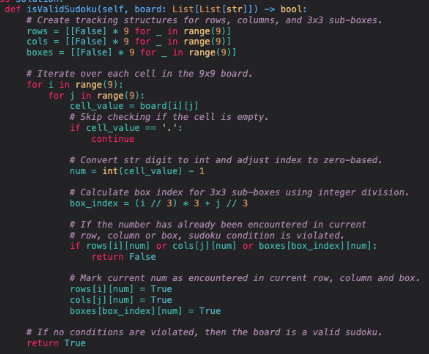 def isValidSudoku(self, board: List[List[str]]) -> bool:
# Create tracking structures for rows, columns, and 3x3 sub-boxes.
rows = [[False] * 9 for _ in range(9)]
cols = [[False] * 9 for _ in range(9)]
boxes = [[False] * 9 for _ in range(9)]
# Iterate over each cell in the 9x9 board.
for i in range(9):
for j in range(9):
cell_value = board[i][j]
# Skip checking if the cell is empty.
if cell_value == '.':
continue
# Convert str digit to int and adjust index to zero-based.
num = int(cell_value) - 1
# Calculate box index for 3x3 sub-boxes using integer division.
box_index = (i // 3) * 3 + j // 3
# If the number has already been encountered in current
# row, column or box, sudoku condition is violated.
if rows[i][num] or cols[j][num] or boxes[box_index][num]:
return False
# Mark current num as encountered in current row, column and box.
rows[i][num] = True
cols[j][num] = True
boxes[box_index][num] = True
# If no conditions are violated, then the board is a valid sudoku.
return True